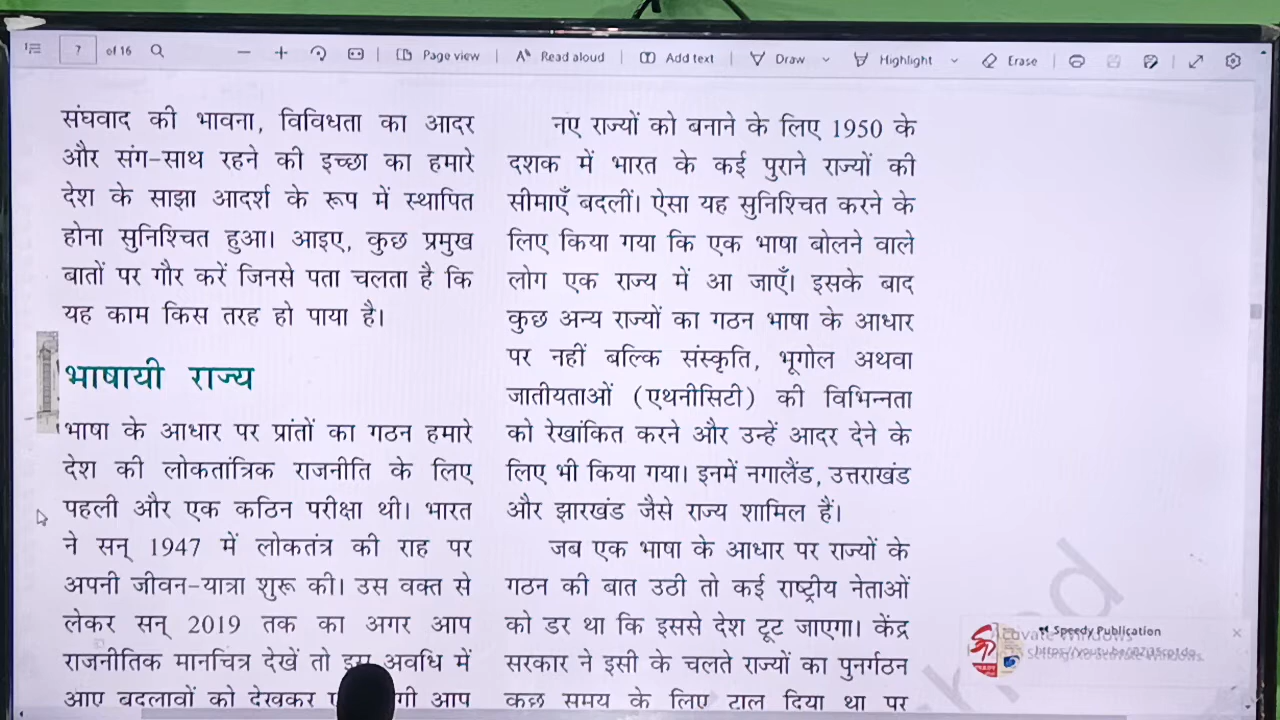 7 of 16 Page view Read aloud Add text Draw Highlight Erase
संघवाद की भावना, विविधता का आदर
और संग-साथ रहने की इच्छा का हमारे
देश के साझा आदर्श के रूप में स्थापित
होना सुनिश्चित हुआ। आइए, कुछ प्रमुख
बातों पर गौर करें जिनसे पता चलता है कि
यह काम किस तरह हो पाया है।
भाषायी राज्य
भाषा के आधार पर प्रांतों का गठन हमारे
देश की लोकतांत्रिक राजनीति के लिए
पहली और एक कठिन परीक्षा थी। भारत
ने सन् 1947 में लोकतंत्र की राह पर
अपनी जीवन-यात्रा शुरू की। उस वक्त से
लेकर सन् 2019 तक का अगर आप
राजनीतिक मानचित्र देखें तो इस अवधि में
आए बदलावों को देखकर आप
नए राज्यों को बनाने के लिए 1950 के
दशक में भारत के कई पुराने राज्यों की
सीमाएँ बदलीं। ऐसा यह सुनिश्चित करने के
लिए किया गया कि एक भाषा बोलने वाले
लोग एक राज्य में आ जाएँ। इसके बाद
कुछ अन्य राज्यों का गठन भाषा के आधार
पर नहीं बल्कि संस्कृति, भूगोल अथवा
जातीयताओं (एथनीसिटी) की विभिन्नता
को रेखांकित करने और उन्हें आदर देने के
लिए भी किया गया। इनमें नगालैंड, उत्तराखंड
और झारखंड जैसे राज्य शामिल हैं।
जब एक भाषा के आधार पर राज्यों के
गठन की बात उठी तो कई राष्ट्रीय नेताओं
को डर था कि इससे देश टूट जाएगा। केंद्र
सरकार ने इसी के चलते राज्यों का पुनर्गठन
कुछ समय के लिए टाल दिया था पर
Speedy Publication